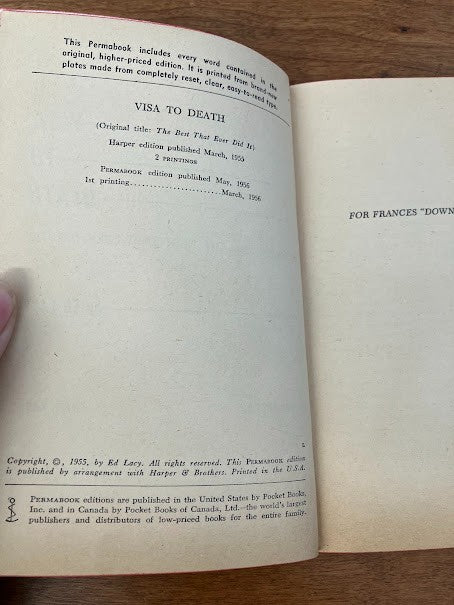 This Permabook includes every word contained in the
original, higher-priced edition. It is printed from brand-new
plates made from completely reset, clear, easy-to-read type.
VISA TO DEATH
(Original title: The Best That Ever Did It)
Harper edition published March, 1955
2 PRINTINGS
PERMABOOK edition published May, 1956
1st printing.......................March, 1956
L
Copyright, ©, 1955, by Ed Lacy. All rights reserved. This PERMABOOK edition
is published by arrangement with Harper & Brothers. Printed in the U.S.A.
PERMABOOK editions are published in the United States by Pocket Books,
Inc. and in Canada by Pocket Books of Canada, Ltd.—the world's largest
publishers and distributors of low-priced books for the entire family.
FOR FRANCES "DOWN